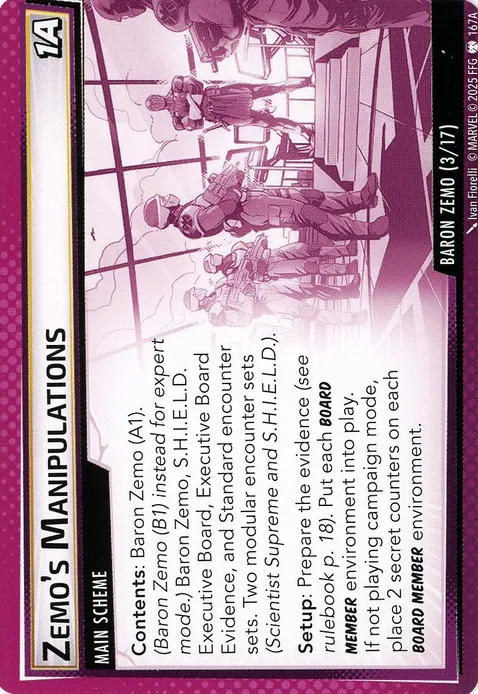 ZEMO'S MANIPULATIONS
1A
MAIN SCHEME
Contents: Baron Zemo (A1).
(Baron Zemo (B1) instead for expert
mode.) Baron Zemo, S.H.I.E.L.D.
Executive Board, Executive Board
Evidence, and Standard encounter
sets. Two modular encounter sets
(Scientist Supreme and S.H.I.E.L.D.).
Setup: Prepare the evidence (see
rulebook p. 18). Put each BOARD
MEMBER environment into play.
If not playing campaign mode,
place 2 secret counters on each
BOARD MEMBER environment.
BARON ZEMO (3/17)
Ivan Fiorelli © MARVEL © 2025 FFG 167A